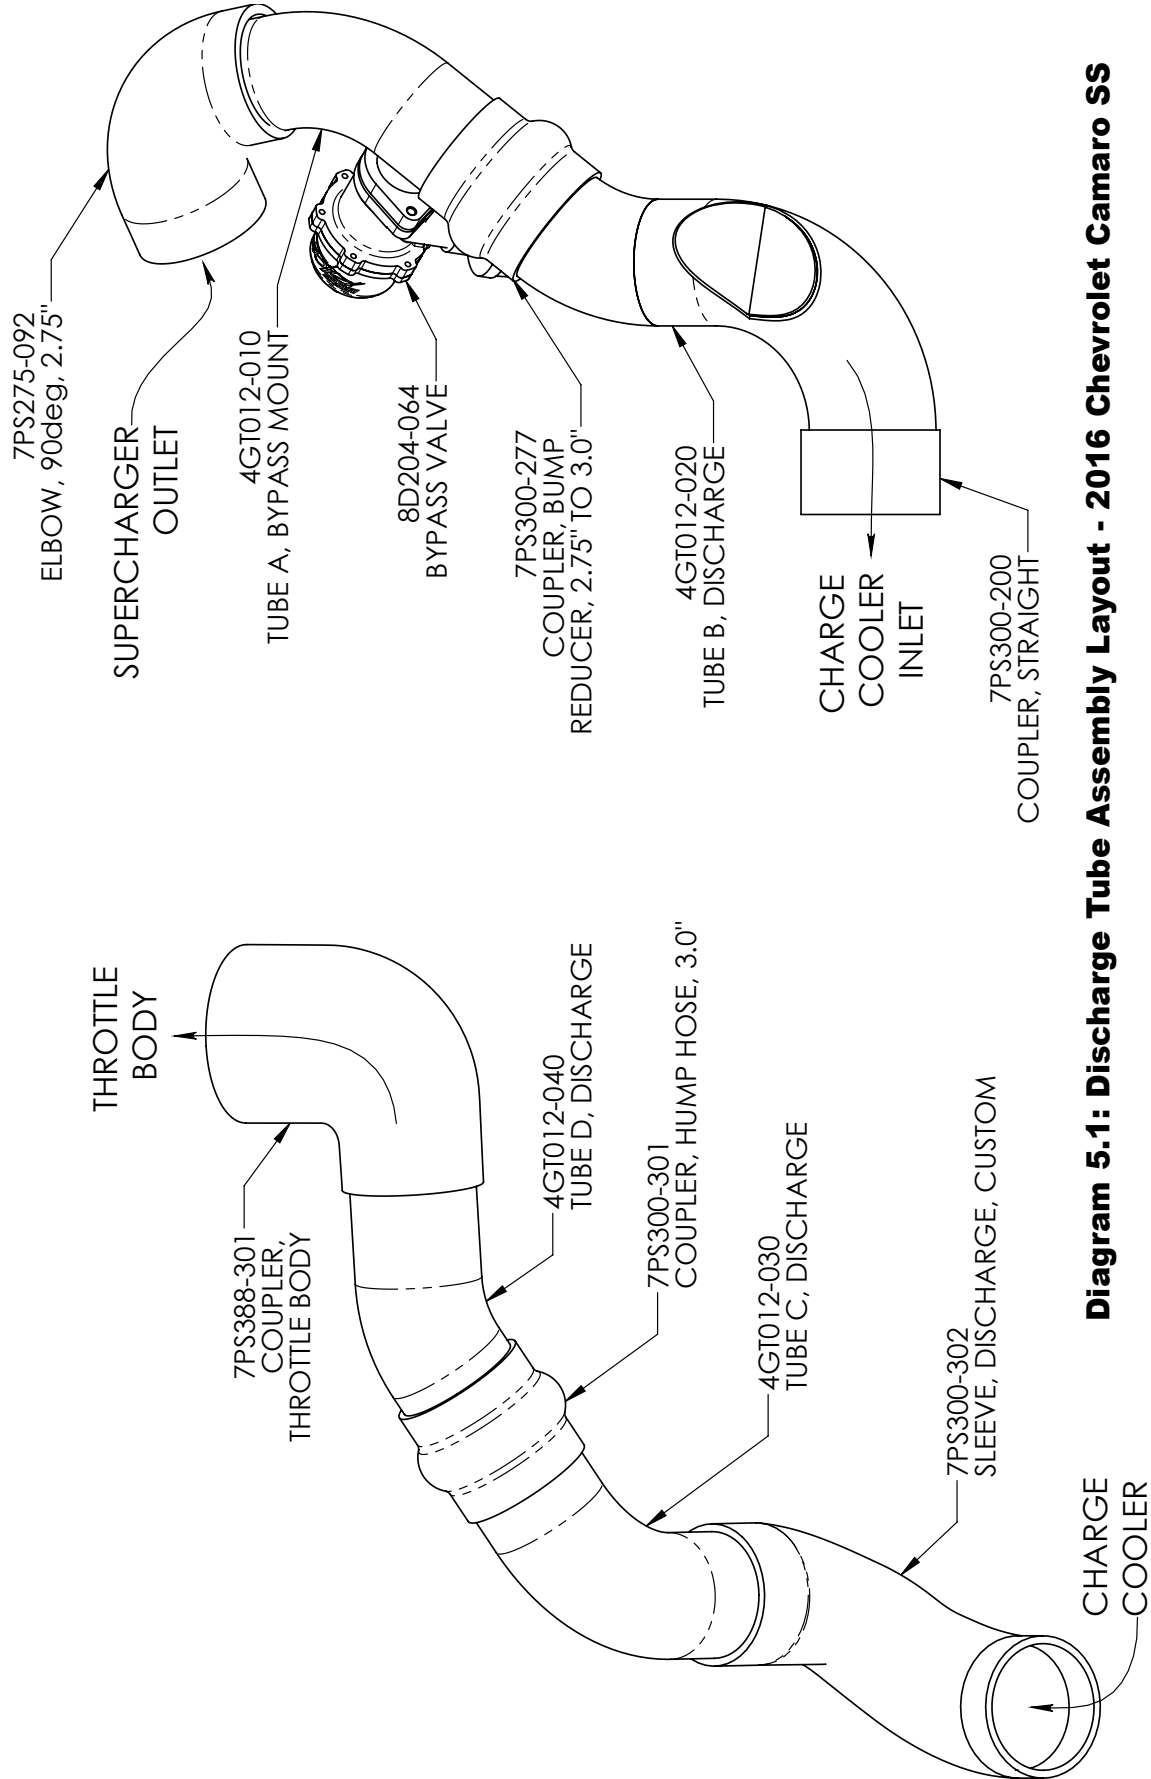 THROTTLE
BODY
7PS388-301
COUPLER,
THROTTLE BODY
4GT012-040
TUBE D, DISCHARGE
7PS300-301
COUPLER, HUMP HOSE, 3.0"
4GT012-030
TUBE C, DISCHARGE
7PS300-302
SLEEVE, DISCHARGE, CUSTOM
CHARGE
COOLER
7PS275-092
ELBOW, 90deg, 2.75"
SUPERCHARGER
OUTLET
4GT012-010
TUBE A, BYPASS MOUNT
8D204-064
BYPASS VALVE
7PS300-277
COUPLER, BUMP
REDUCER, 2.75" TO 3.0"
4GT012-020
TUBE B, DISCHARGE
CHARGE
COOLER
INLET
7PS300-200
COUPLER, STRAIGHT
Diagram 5.1: Discharge Tube Assembly Layout - 2016 Chevrolet Camaro SS